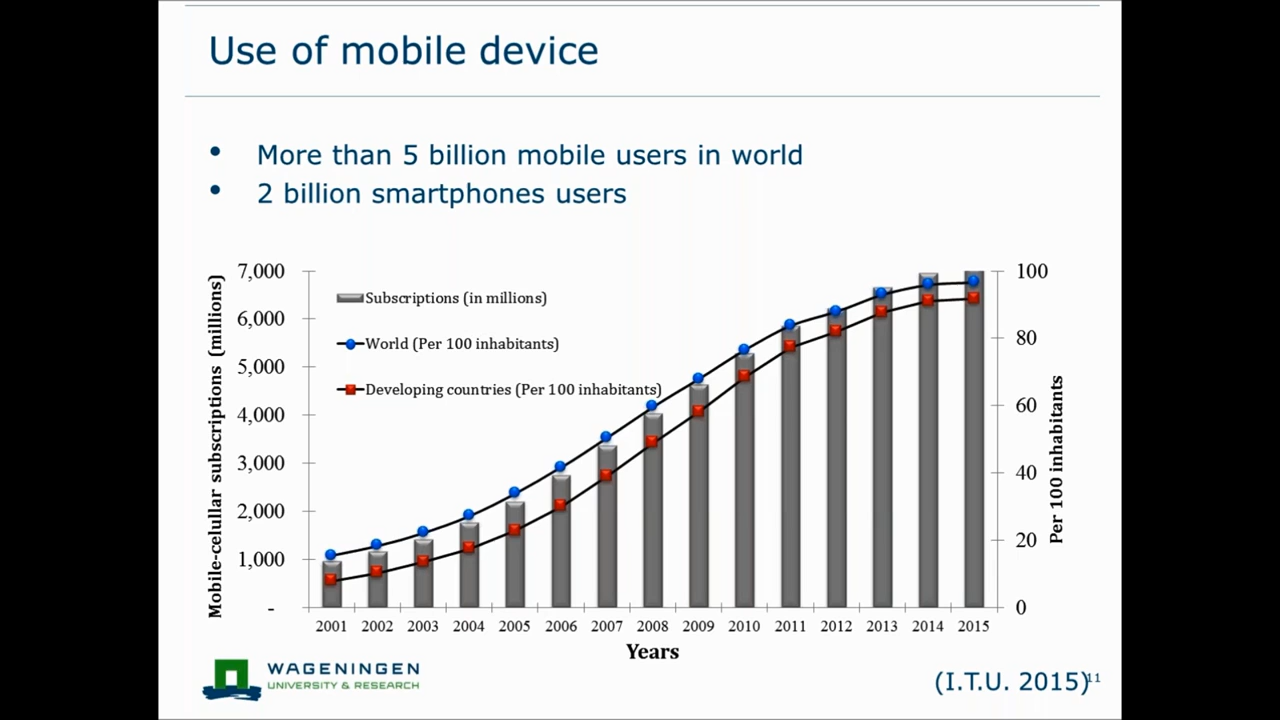 Use of mobile device
• More than 5 billion mobile users in world
• 2 billion smartphones users
Mobile-celullar subscriptions (millions)
7,000
6,000
5,000
4,000
3,000
2,000
1,000
-
Subscriptions (in millions)
World (Per 100 inhabitants)
Developing countries (Per 100 inhabitants)
100
80
60
40
20
0
Per 100 inhabitants
2001 2002 2003 2004 2005 2006 2007 2008 2009 2010 2011 2012 2013 2014 2015
Years
WAGENINGEN
UNIVERSITY & RESEARCH
(I.T.U. 2015) 11